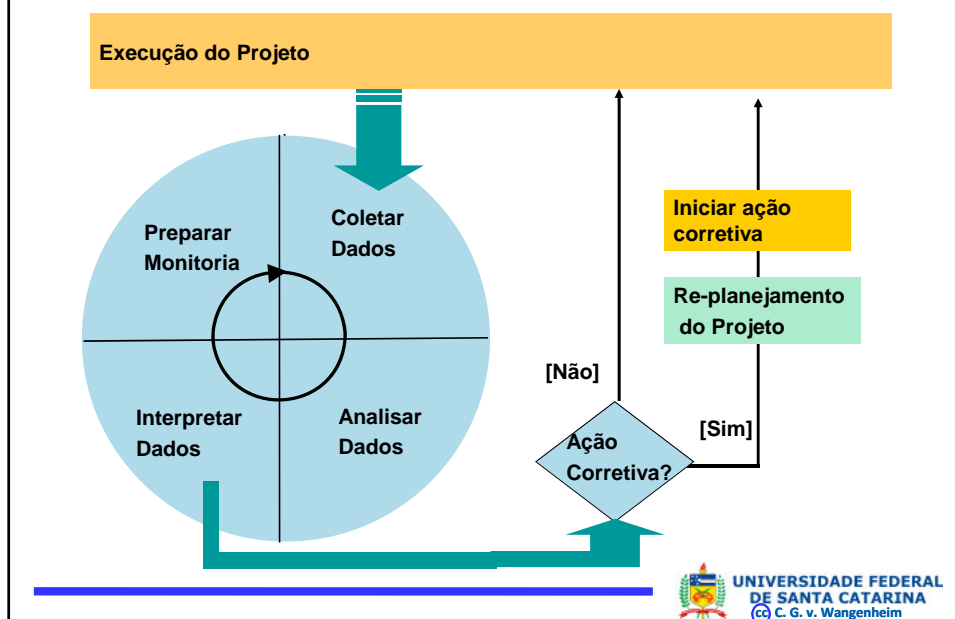 Execução do Projeto
Preparar
Monitoria
Coletar
Dados
Interpretar
Dados
Analisar
Dados
Iniciar ação
corretiva
Re-planejamento
do Projeto
[Não]
[Sim]
Ação
Corretiva?
UNIVERSIDADE FEDERAL
DE SANTA CATARINA
cc C. G. v. Wangenheim